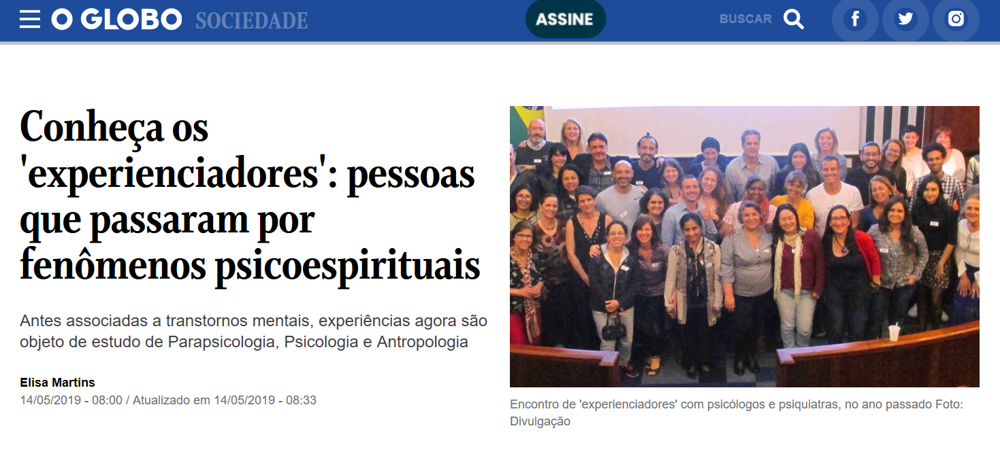 O GLOBO SOCIEDADE
ASSINE
BUSCAR
Conheça os
'experienciadores': pessoas
que passaram por
fenômenos psicoespirituais
Antes associadas a transtornos mentais, experiências agora são
objeto de estudo de Parapsicologia, Psicologia e Antropologia
Elisa Martins
14/05/2019 - 08:00 / Atualizado em 14/05/2019 - 08:33
Encontro de 'experienciadores' com psicólogos e psiquiatras, no ano passado Foto:
Divulgação